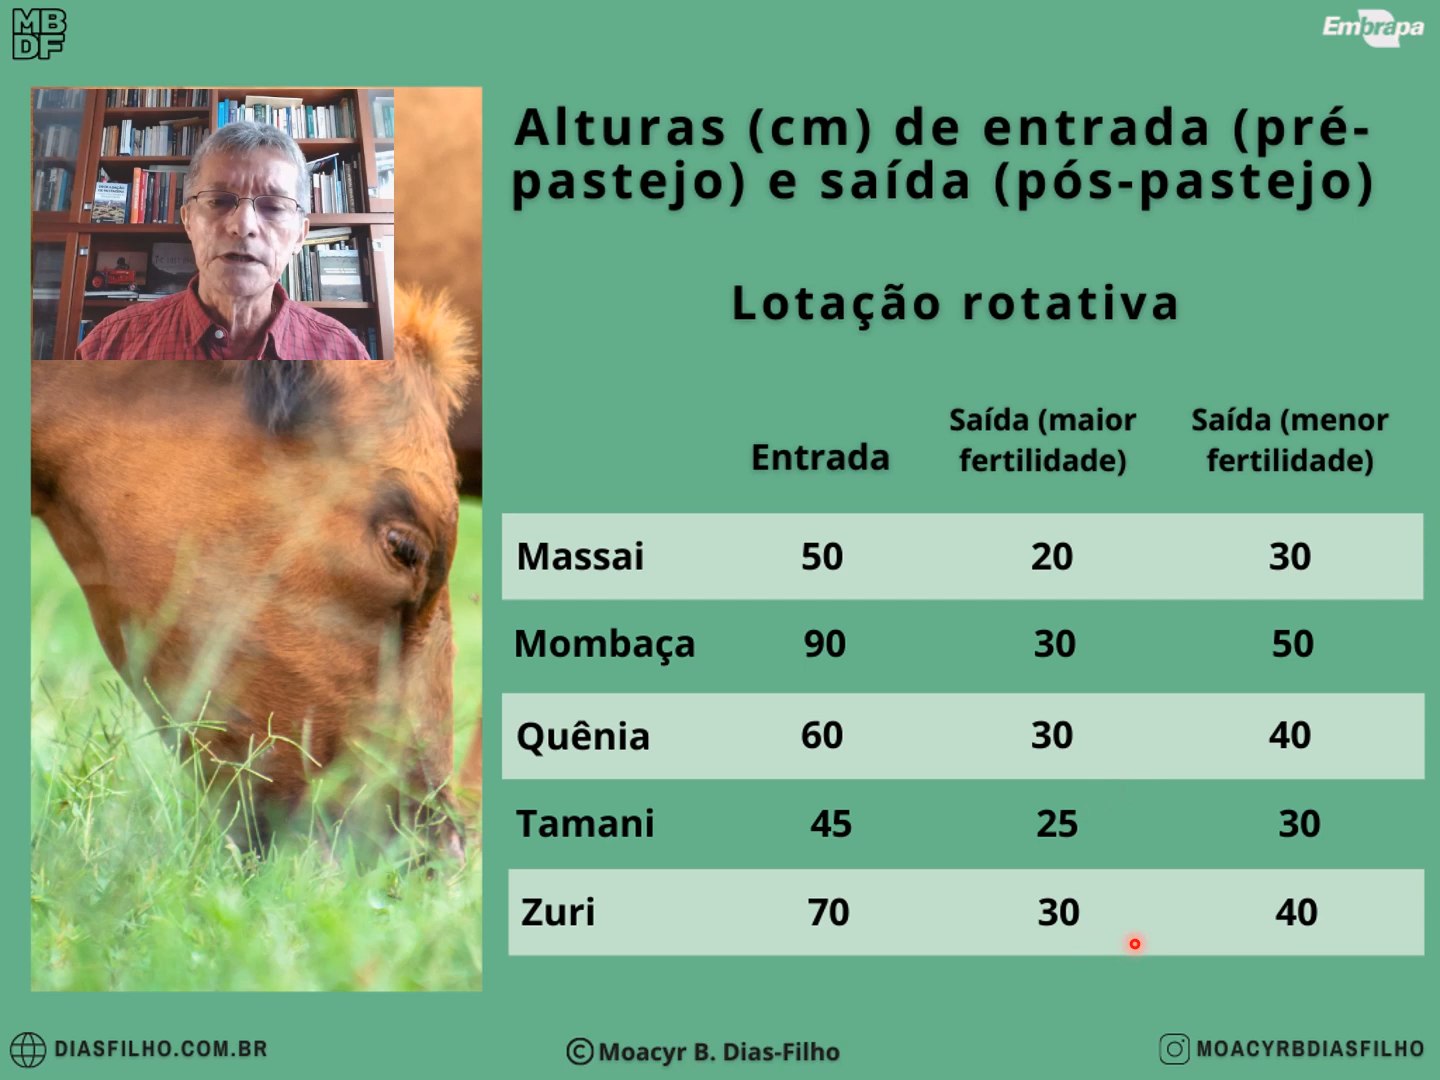 MB
DF
Embrapa
Alturas (cm) de entrada (pré-
pastejo) e saída (pós-pastejo)
Lotação rotativa
Entrada
Saída (maior
fertilidade)
Saída (menor
fertilidade)
Massai 50 20 30
Mombaça 90 30 50
Quênia 60 30 40
Tamani 45 25 30
Zuri 70 30 40
DIASFILHO.COM.BR
© Moacyr B. Dias-Filho
MOACYRBDIASFILHO